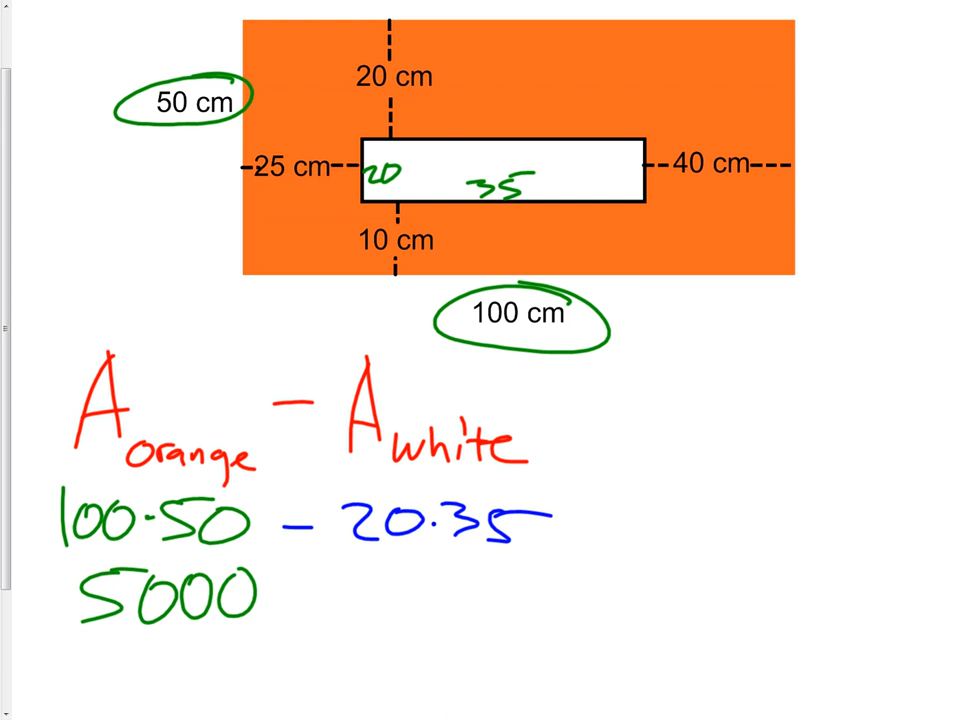 20 cm
50 cm
25 cm 20 35 40 cm
10 cm
100 cm
A orange - A white
100·50 - 20·35
5000